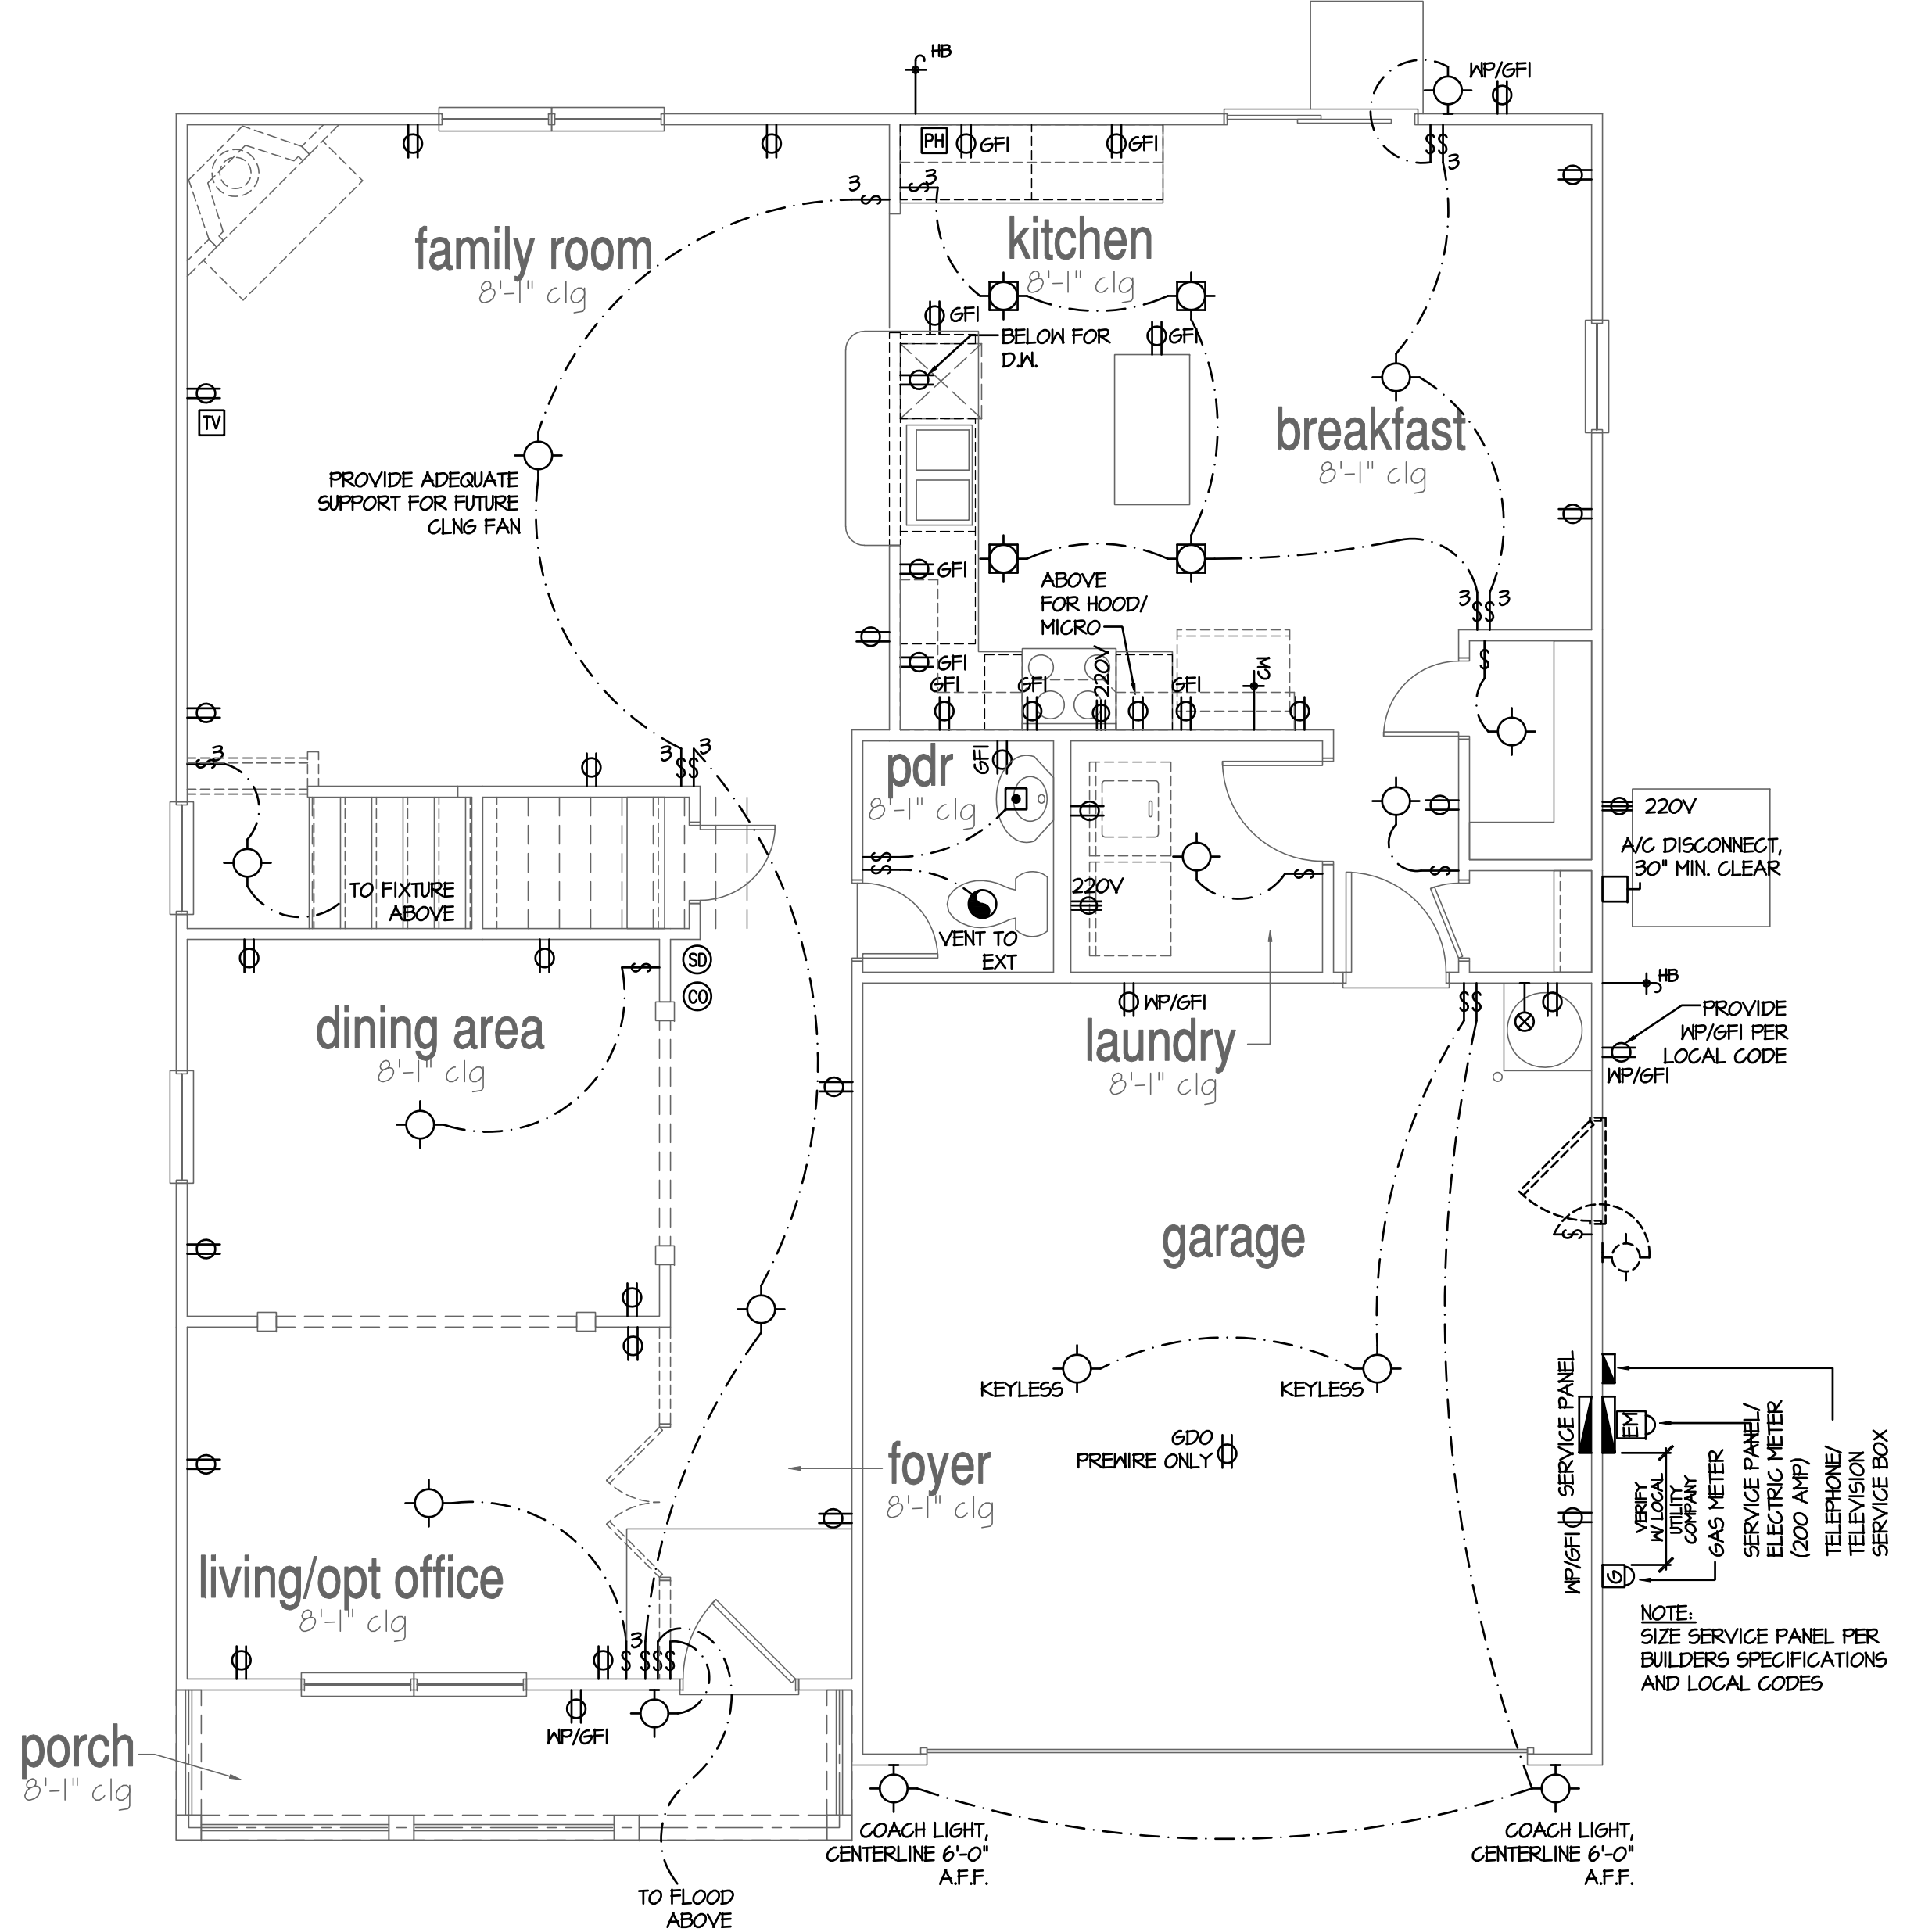 HB
WP/GFI
PH
GFI
GFI
3
3
3
family room
8'-1" clg
kitchen
8'-1" clg
GFI
BELOW FOR
D.W.
GFI
TV
breakfast
8'-1" clg
PROVIDE ADEQUATE
SUPPORT FOR FUTURE
CLNG FAN
GFI
ABOVE
FOR HOOD/
MICRO
3
3
GFI
GFI
GFI
220V
GFI
CW
3
3
3
pdr
8'-1" clg
GFI
220V
A/C DISCONNECT,
30" MIN. CLEAR
TO FIXTURE
ABOVE
220V
VENT TO
EXT
SD
CO
HB
WP/GFI
PROVIDE
WP/GFI PER
LOCAL CODE
WP/GFI
dining area
8'-1" clg
laundry
8'-1" clg
garage
KEYLESS
KEYLESS
GDO
PREWIRE ONLY
SERVICE PANEL
EM
VERIFY
W/ LOCAL
UTILITY
COMPANY
GAS METER
SERVICE PANEL/
ELECTRIC METER
(200 AMP)
TELEPHONE/
TELEVISION
SERVICE BOX
WP/GFI
G
foyer
8'-1" clg
living/opt office
8'-1" clg
3
NOTE:
SIZE SERVICE PANEL PER
BUILDERS SPECIFICATIONS
AND LOCAL CODES
WP/GFI
porch
8'-1" clg
COACH LIGHT,
CENTERLINE 6'-0"
A.F.F.
COACH LIGHT,
CENTERLINE 6'-0"
A.F.F.
TO FLOOD
ABOVE